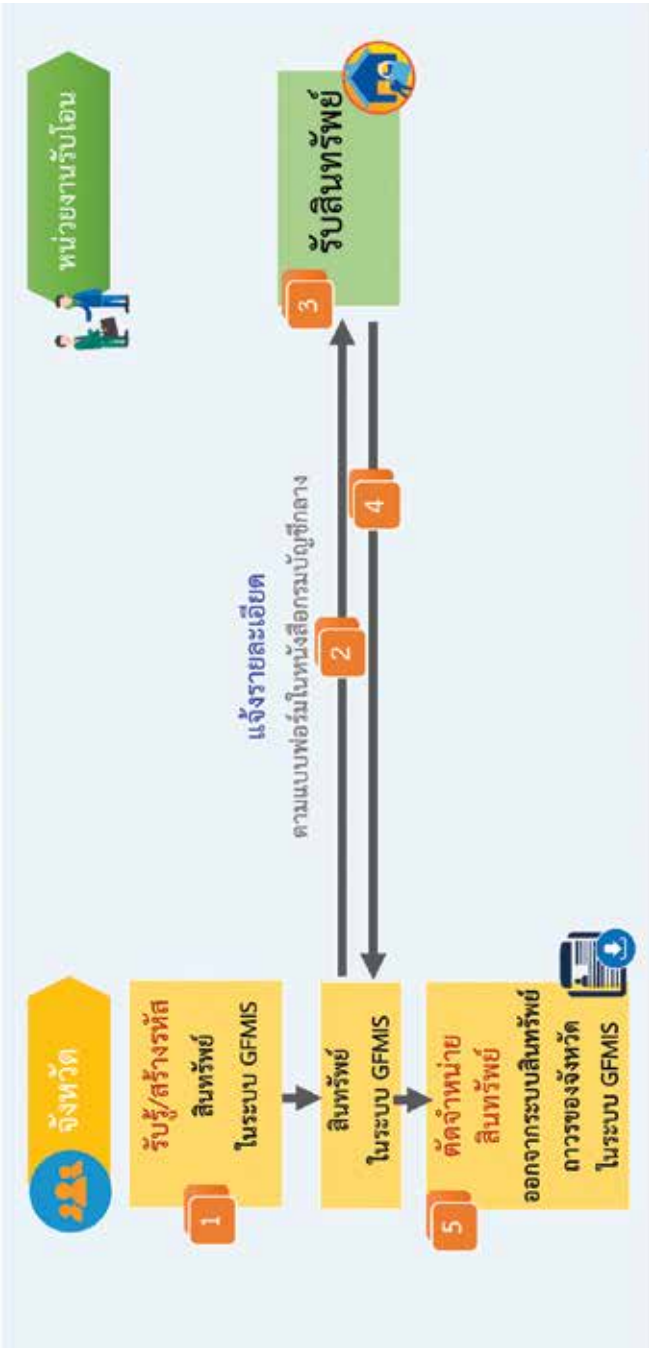 จังหวัด
หน่วยงานรับโอน
1
รับรู้/สร้างรหัส
สินทรัพย์
ในระบบ GFMIS
แจ้งรายละเอียด
ตามแบบฟอร์มในหนังสือกรมบัญชีกลาง
2
3
รับสินทรัพย์
สินทรัพย์
ในระบบ GFMIS
4
5
ตัดจำหน่าย
สินทรัพย์
ออกจากระบบสินทรัพย์
ถาวรของจังหวัด
ในระบบ GFMIS